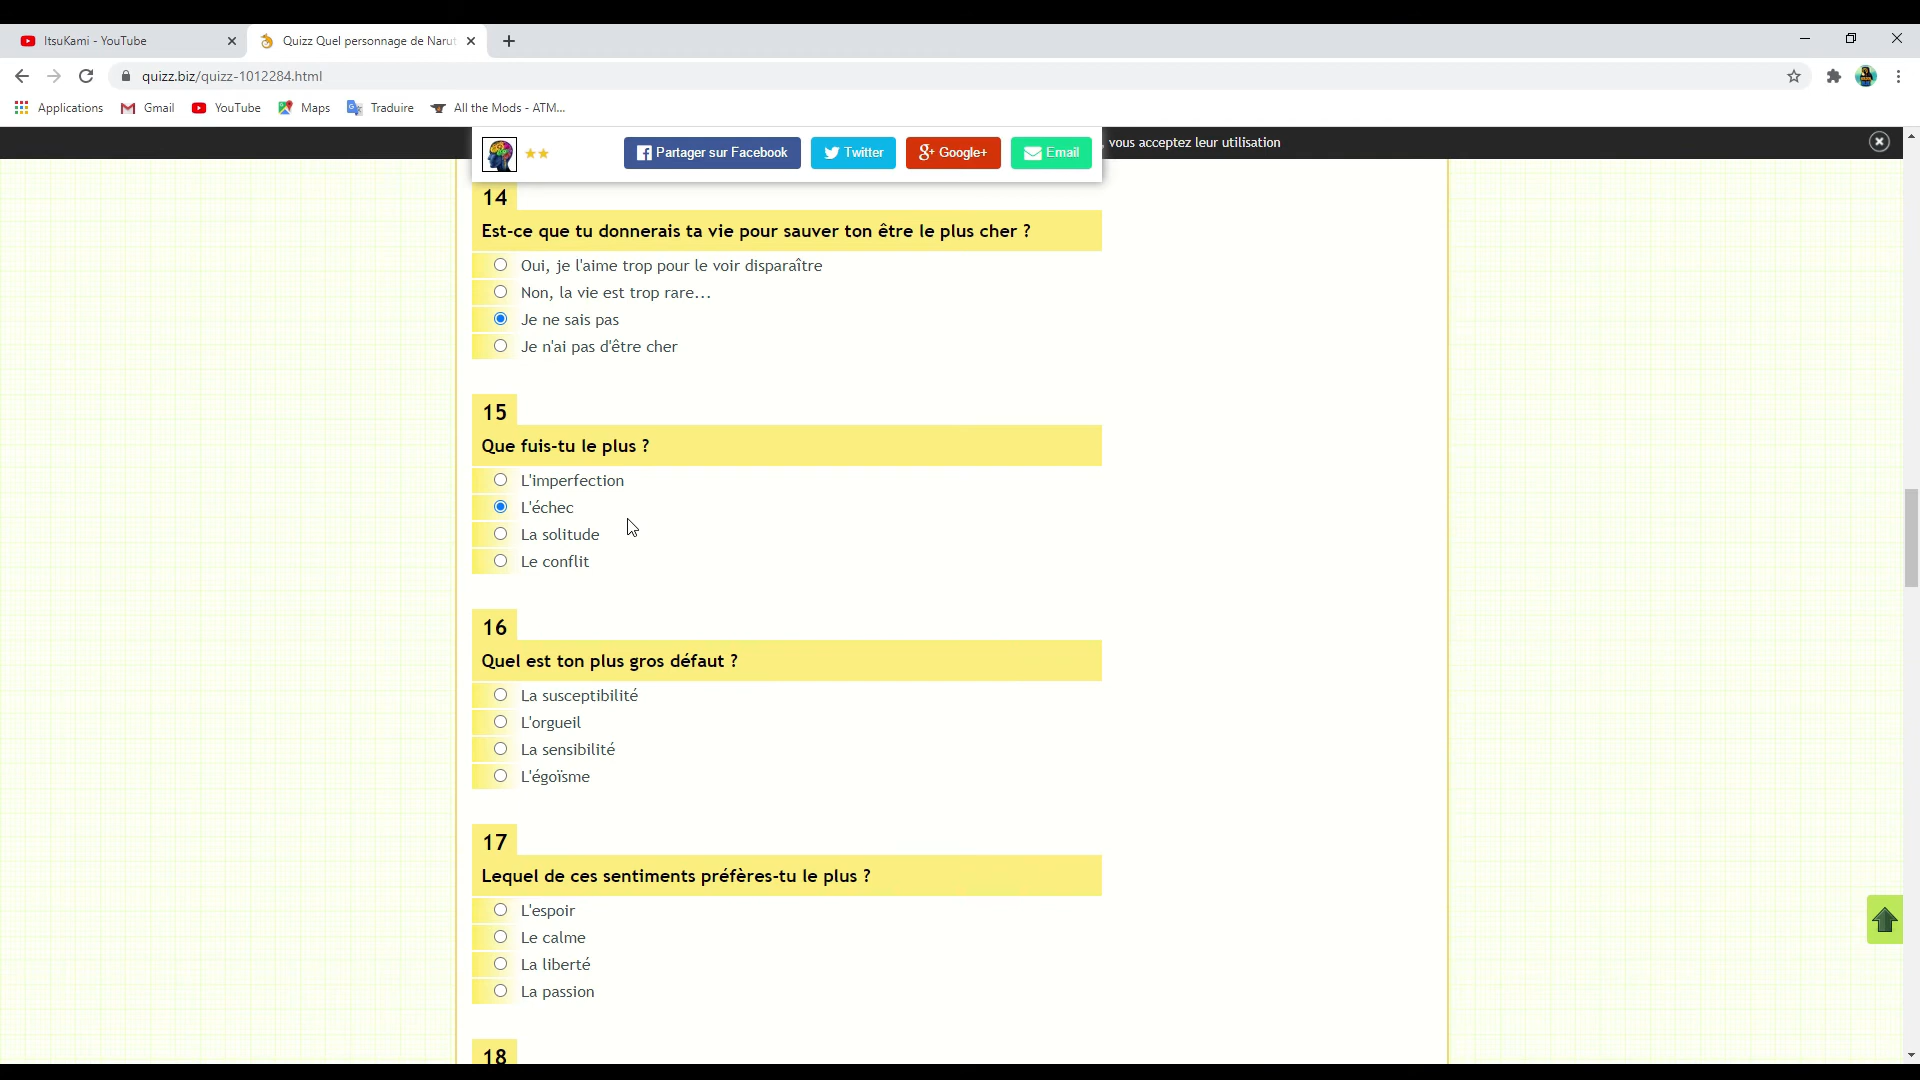 ItsuKami - YouTube
Quizz Quel personnage de Narut
quizz.biz/quizz-1012284.html
Applications
Gmail
YouTube
Maps
Traduire
All the Mods - ATM...
Partager sur Facebook
Twitter
Google+
Email
, vous acceptez leur utilisation
14
Est-ce que tu donnerais ta vie pour sauver ton être le plus cher ?
Oui, je l'aime trop pour le voir disparaître
Non, la vie est trop rare...
Je ne sais pas
Je n'ai pas d'être cher
15
Que fuis-tu le plus ?
L'imperfection
L'échec
La solitude
Le conflit
16
Quel est ton plus gros défaut ?
La susceptibilité
L'orgueil
La sensibilité
L'égoïsme
17
Lequel de ces sentiments préfères-tu le plus ?
L'espoir
Le calme
La liberté
La passion
18